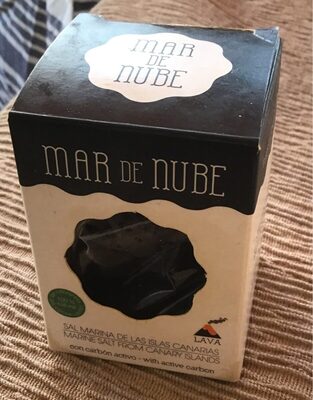 MAR
DE
NUBE
MAR DE NUBE
LAVA
SAL MARINA DE LAS ISLAS CANARIAS
MARINE SALT FROM CANARY ISLANDS
con carbón activo - with active carbon